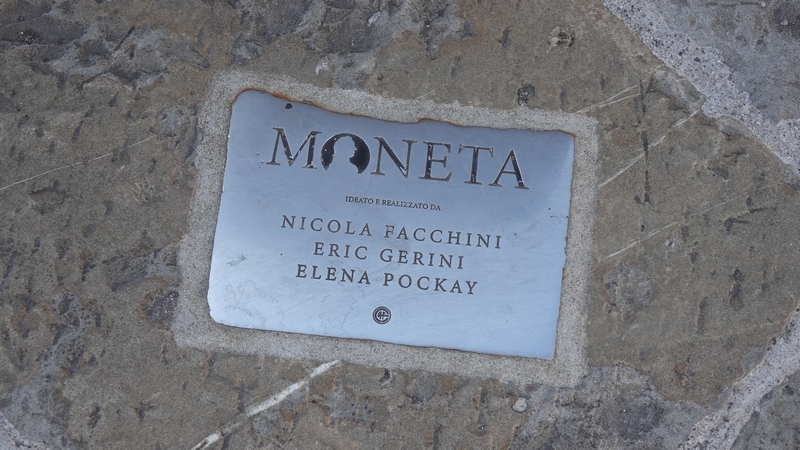 MONETA
IDEATO E REALIZZATO DA
NICOLA FACCHINI
ERIC GERINI
ELENA POCKAY